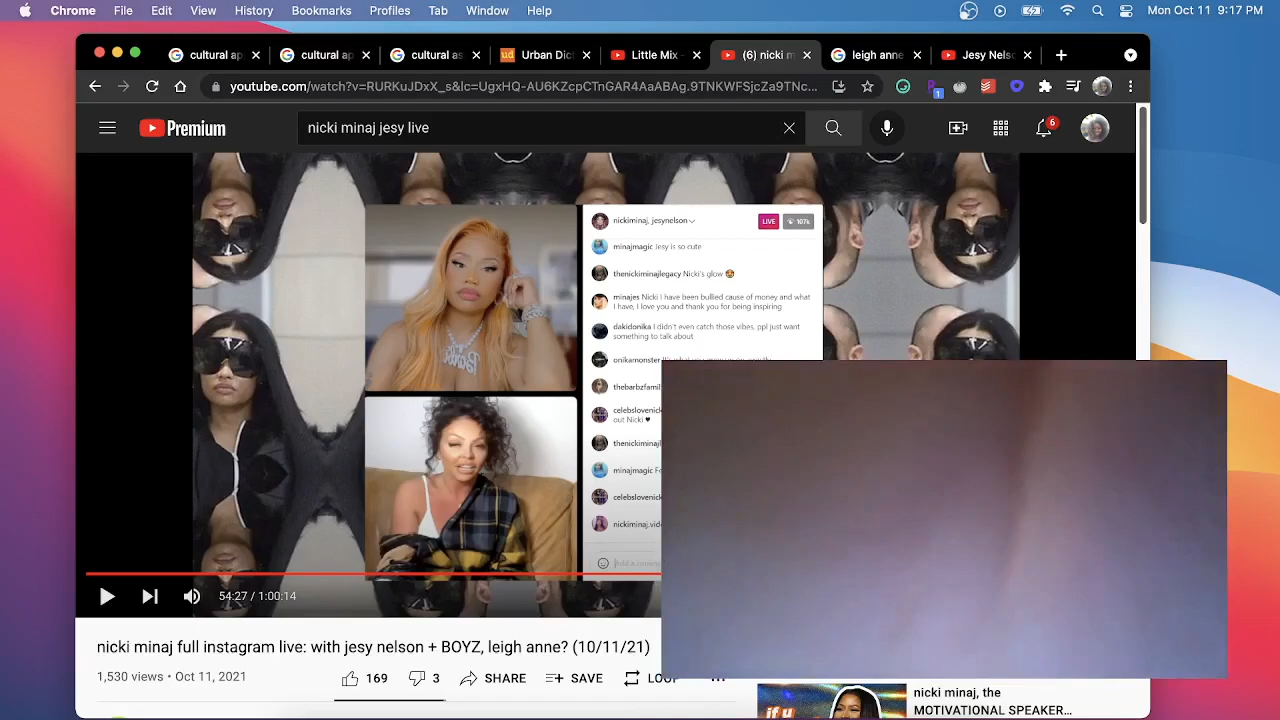 Chrome File Edit View History Bookmarks Profiles Tab Window Help Mon Oct 11 9:17 PM
cultural ap cultural ap cultural as Urban Dic Little Mix - (6) nicki m leigh anne Jesy Nelso
youtube.com/watch?v=RURKuJDxX_s&lc=UgxHQ-AU6KZcpCTnGAR4AaABAg.9TNKWFSjcZa9TNc... 1
Premium nicki minaj jesy live 6
nickiminaj, jesynelson LIVE 107k
minajmagic Jesy is so cute
thenickiminajlegacy Nicki's glow
minajes Nicki I have been bullied cause of money and what
I have, I love you and thank you for being inspiring
dakidonika I didn't even catch those vibes, ppl just want
something to talk about
onikamonster
thebarbzfamil
celebslovenick
out Nicki
thenickiminajl
minajmagic
celebslovenick
nickiminaj.vid
54:27 / 1:00:14
nicki minaj full instagram live: with jesy nelson + BOYZ, leigh anne? (10/11/21)
1,530 views • Oct 11, 2021 169 3 SHARE SAVE LOOP
nicki minaj, the
MOTIVATIONAL SPEAKER...
if u